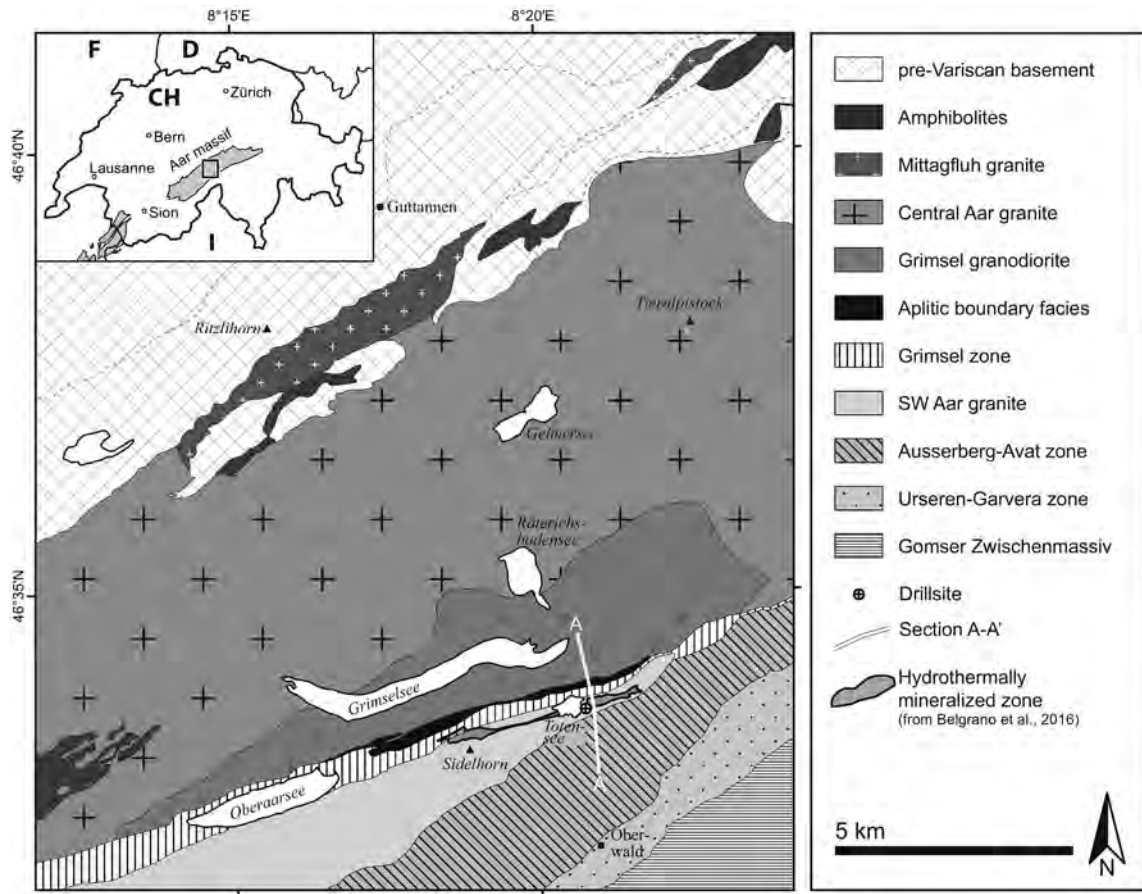 8°15'E
8°20'E
F
D
CH
Zürich
Bern
Aar massif
Lausanne
Sion
I
46°40'N
Guttannen
Ritzlihorn
Tieralpistock
Gelmersee
Räterichs-
bodensee
46°35'N
A
Grimselsee
Toten-
see
Sidelhorn
A'
Oberaarsee
Ober-
wald
pre-Variscan basement
Amphibolites
Mittagfluh granite
Central Aar granite
Grimsel granodiorite
Aplitic boundary facies
Grimsel zone
SW Aar granite
Ausserberg-Avat zone
Urseren-Garvera zone
Gomser Zwischenmassiv
Drillsite
Section A-A'
Hydrothermally
mineralized zone
(from Belgrano et al., 2016)
5 km
N